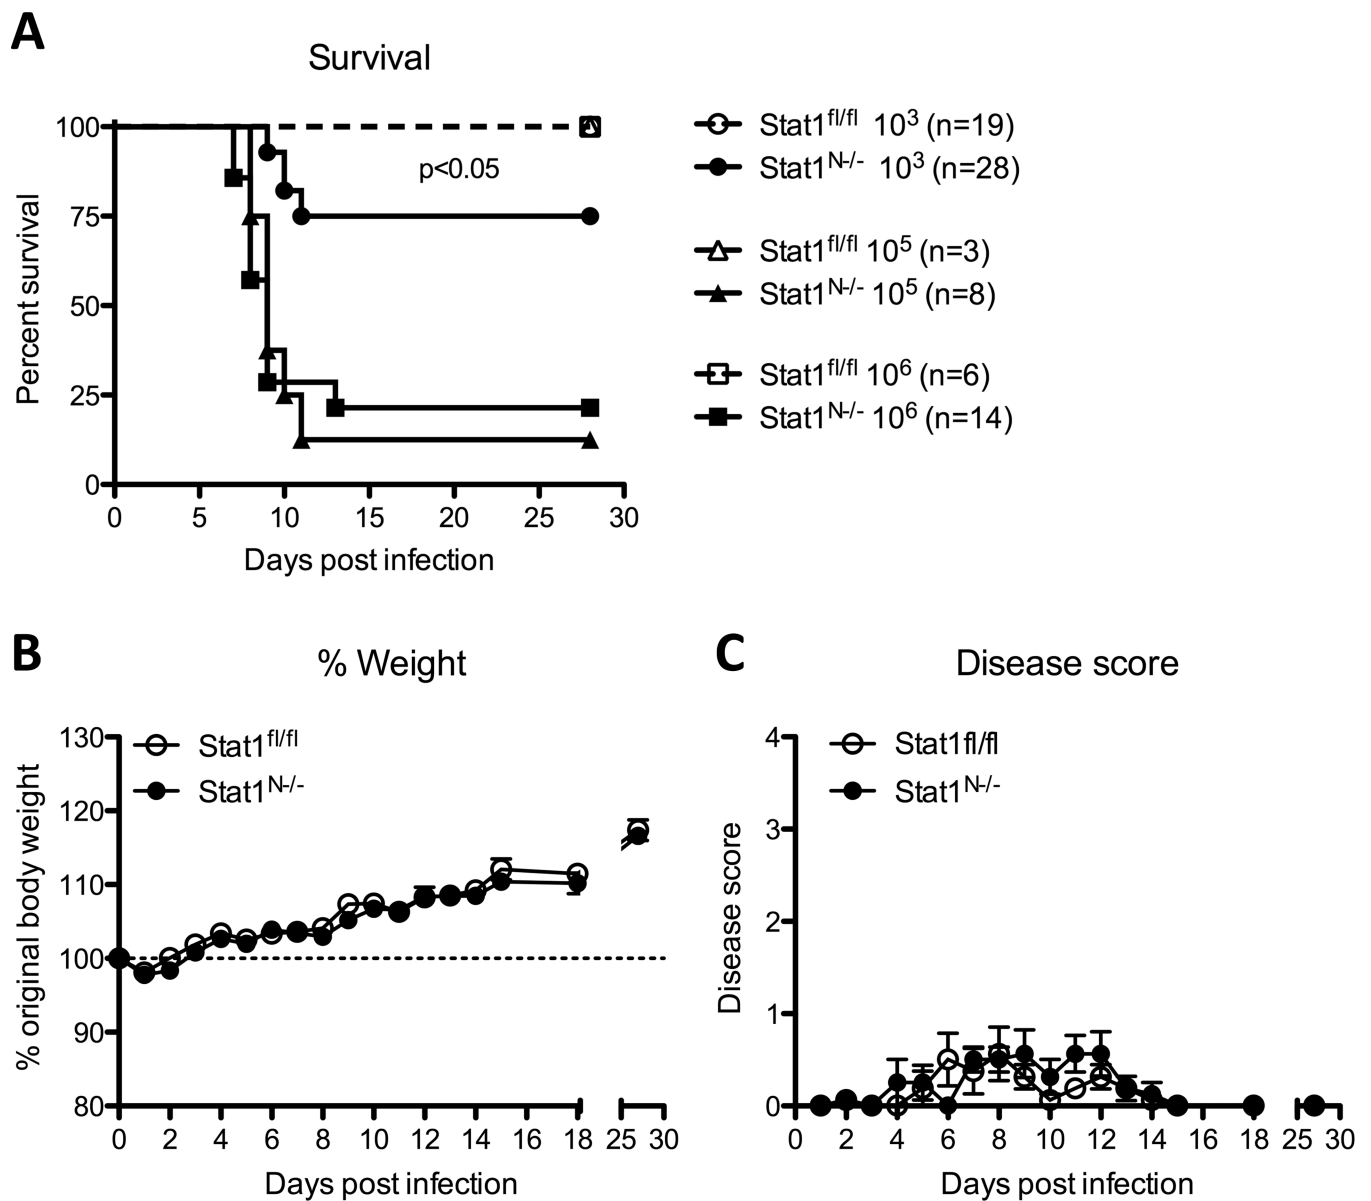 A
Survival
100
75
50
25
0
Percent survival
p<0.05
0 5 10 15 20 25 30
Days post infection
Stat1fl/fl 10³ (n=19)
Stat1N-/- 10³ (n=28)
Stat1fl/fl 10⁵ (n=3)
Stat1N-/- 10⁵ (n=8)
Stat1fl/fl 10⁶ (n=6)
Stat1N-/- 10⁶ (n=14)
B
% Weight
130
120
110
100
90
80
% original body weight
Stat1fl/fl
Stat1N-/-
0 2 4 6 8 10 12 14 16 18 25 30
Days post infection
C
Disease score
4
3
2
1
0
Disease score
Stat1fl/fl
Stat1N-/-
0 2 4 6 8 10 12 14 16 18 25 30
Days post infection